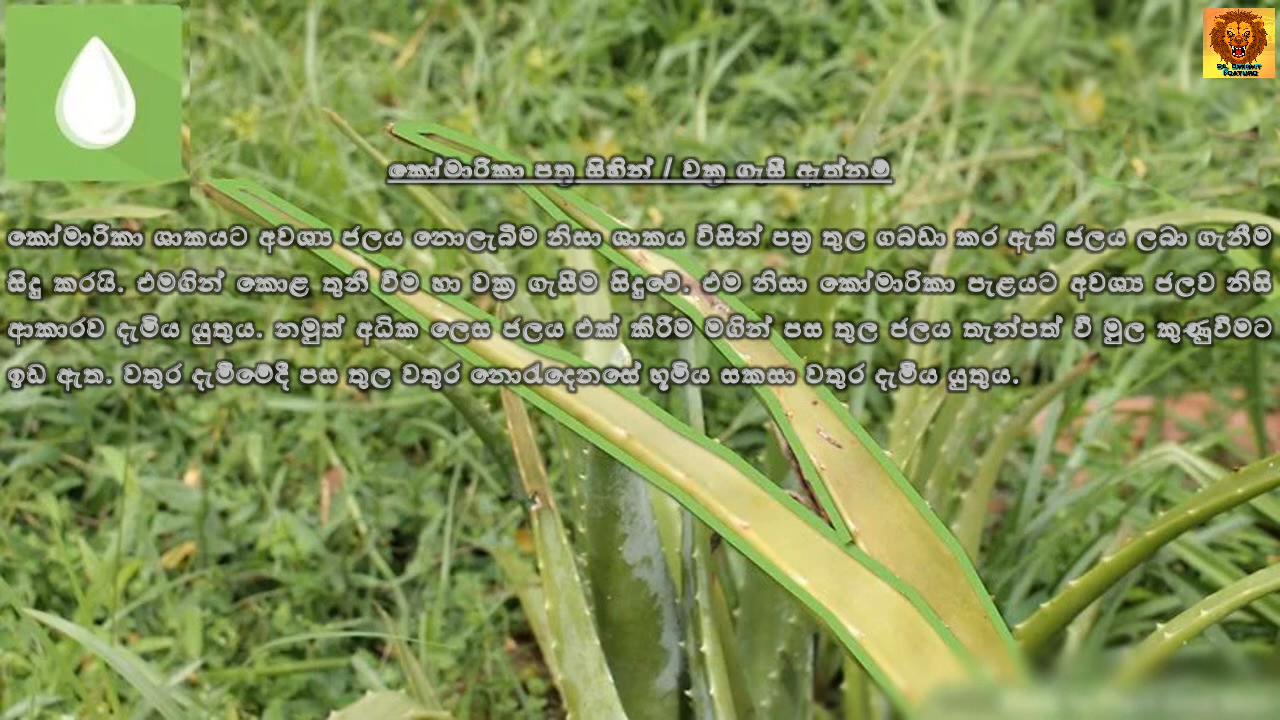 කෝමාරිකා පත්‍ර සිහින් / වක්‍ර ගැසී ඇත්නම්
කෝමාරිකා ශාකයට අවශ්‍ය ජලය නොලැබීම නිසා ශාකය විසින් පත්‍ර තුල ගබඩා කර ඇති ජලය ලබා ගැනීම
සිදු කරයි. එමගින් කොළ තුනී වීම හා වක්‍ර ගැසීම සිදුවේ. එම නිසා කෝමාරිකා පැළයට අවශ්‍ය ජලව නිසි
ආකාරව දැමිය යුතුය. නමුත් අධික ලෙස ජලය එක් කිරීම මගින් පස තුල ජලය තැන්පත් වී මුල කුණුවීමට
ඉඩ ඇත. වතුර දැමීමේදී පස තුල වතුර නොරැඳෙනසේ භූමිය සකසා වතුර දැමිය යුතුය.